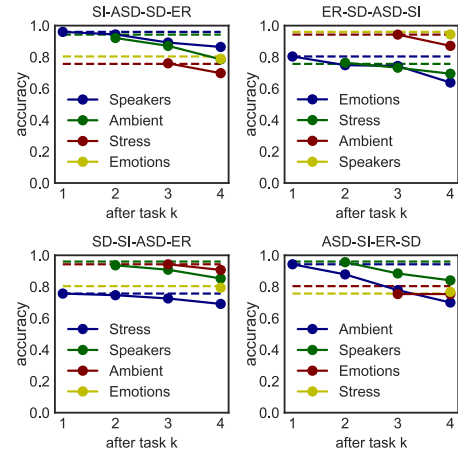 SI-ASD-SD-ER
accuracy
1.0
0.8
0.6
0.4
0.2
0.0
Speakers
Ambient
Stress
Emotions
1 2 3 4
after task k
ER-SD-ASD-SI
accuracy
1.0
0.8
0.6
0.4
0.2
0.0
Emotions
Stress
Ambient
Speakers
1 2 3 4
after task k
SD-SI-ASD-ER
accuracy
1.0
0.8
0.6
0.4
0.2
0.0
Stress
Speakers
Ambient
Emotions
1 2 3 4
after task k
ASD-SI-ER-SD
accuracy
1.0
0.8
0.6
0.4
0.2
0.0
Ambient
Speakers
Emotions
Stress
1 2 3 4
after task k